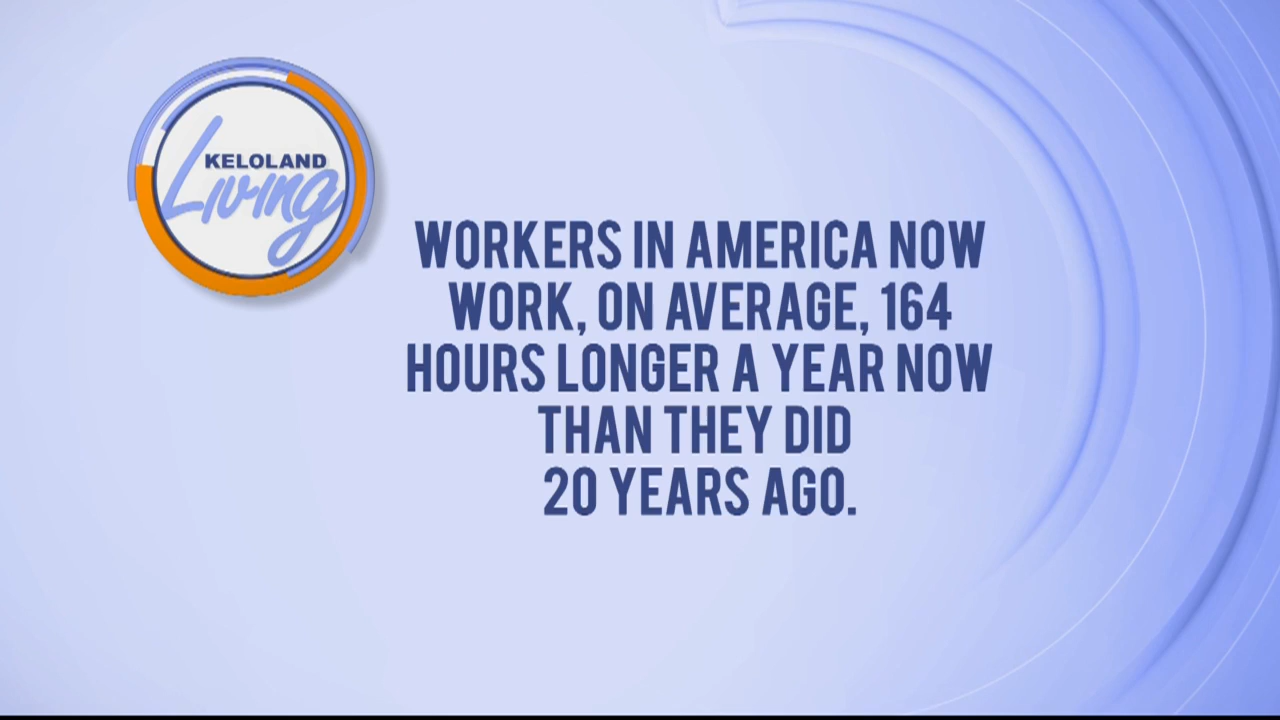 KELOLAND
Living
WORKERS IN AMERICA NOW
WORK, ON AVERAGE, 164
HOURS LONGER A YEAR NOW
THAN THEY DID
20 YEARS AGO.